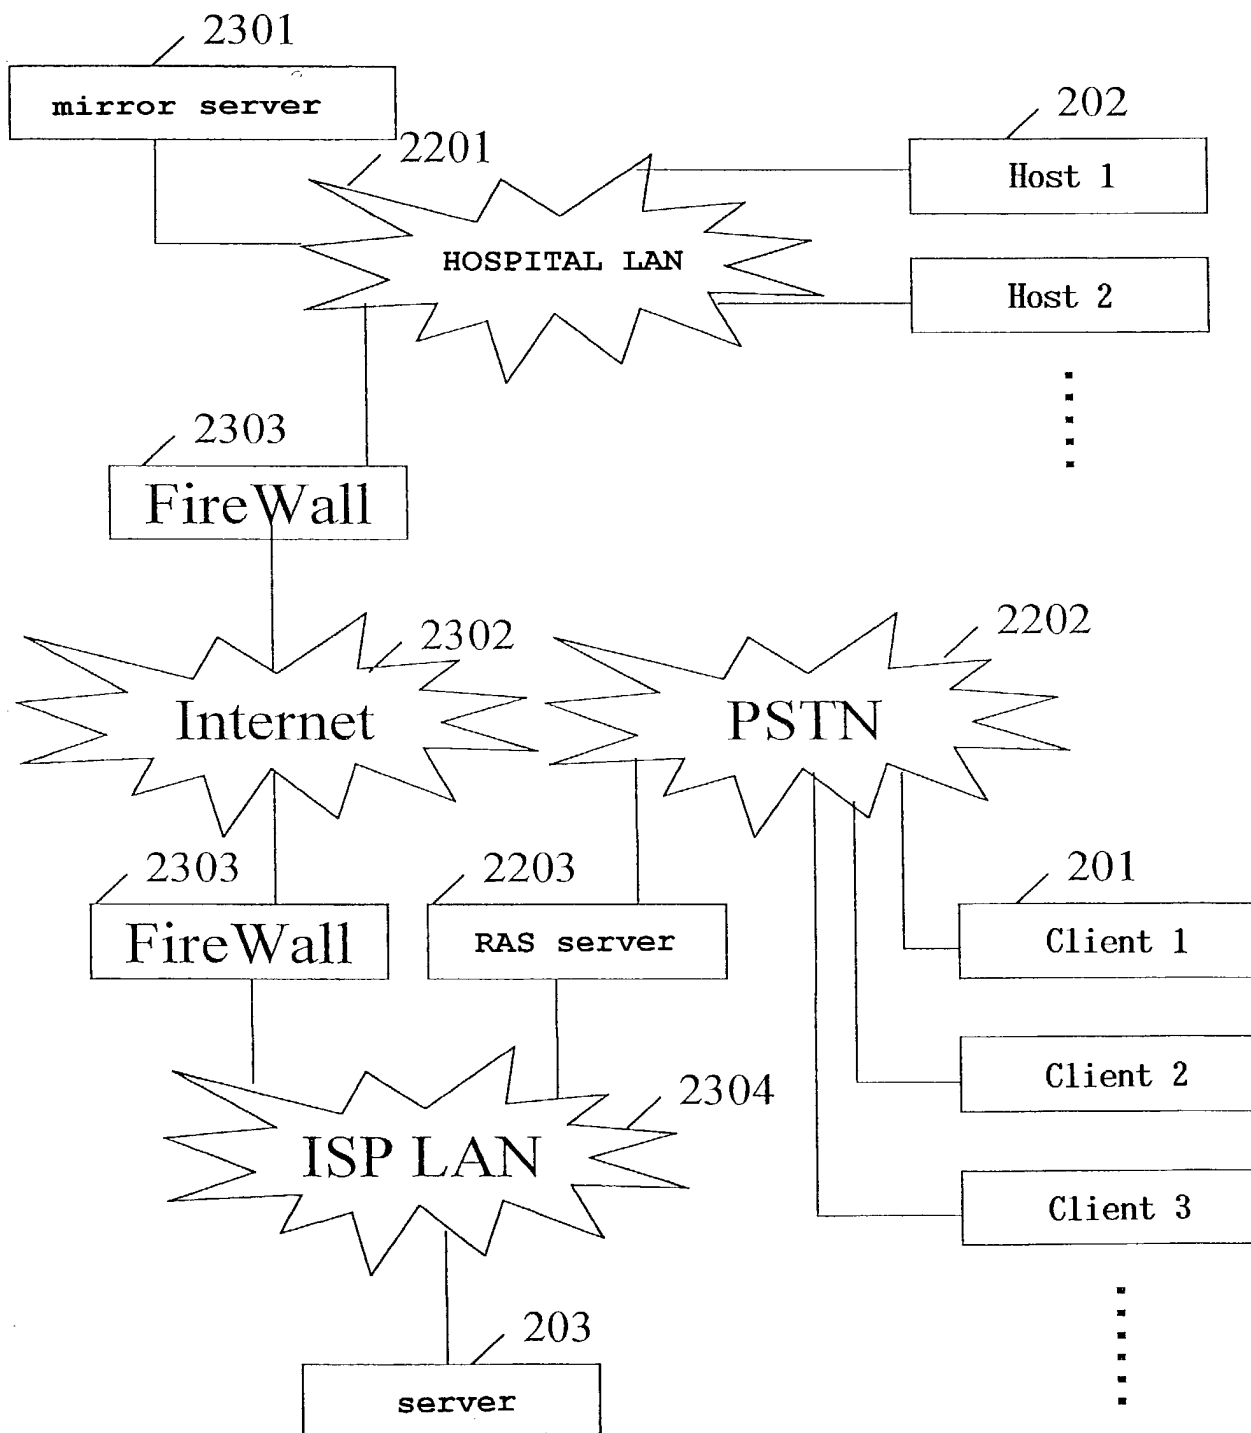 2301
mirror server
202
2201
Host 1
HOSPITAL LAN
Host 2
2303
FireWall
2302
2202
Internet
PSTN
2303
2203
201
FireWall
RAS server
Client 1
Client 2
2304
ISP LAN
Client 3
203
server